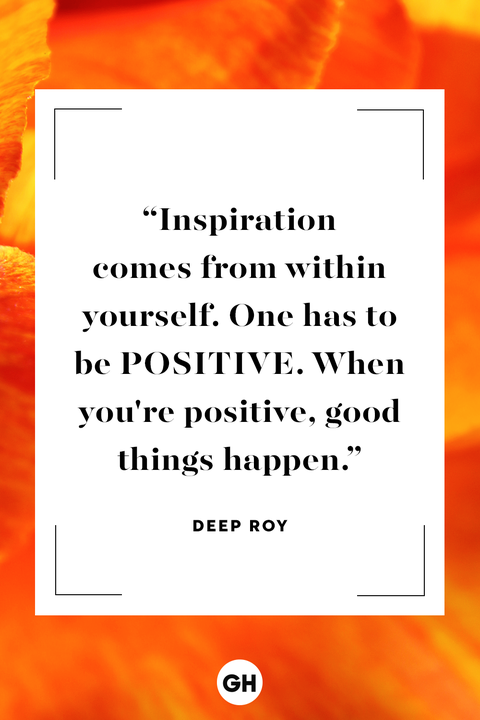 “Inspiration
comes from within
yourself. One has to
be POSITIVE. When
you're positive, good
things happen.”
DEEP ROY
GH